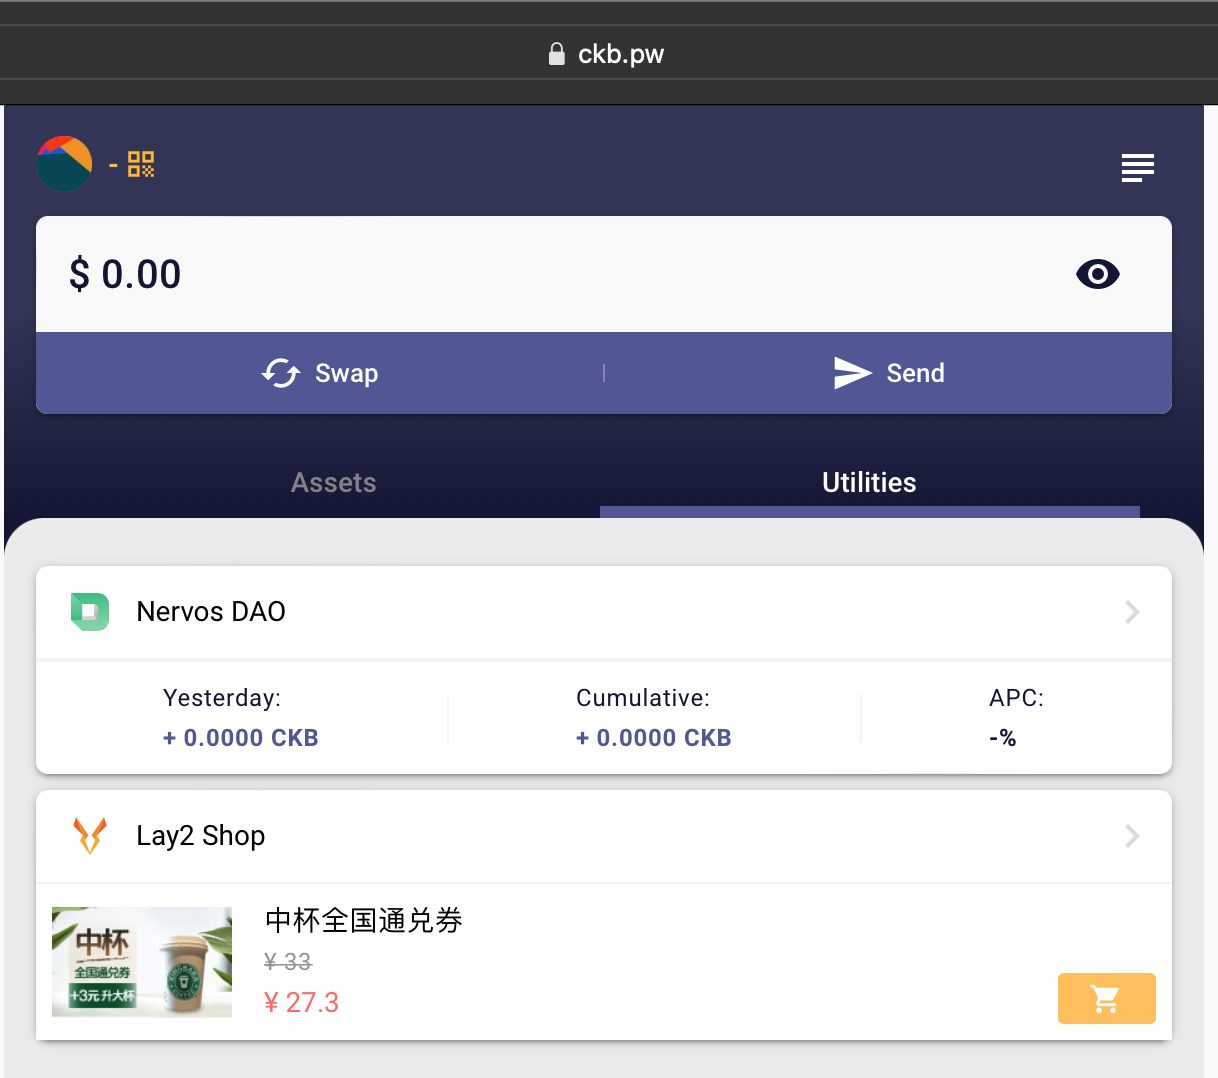 ckb.pw
-
$ 0.00
Swap
Send
Assets
Utilities
Nervos DAO
Yesterday:
+ 0.0000 CKB
Cumulative:
+ 0.0000 CKB
APC:
-%
Lay2 Shop
中杯
全国通兑券
+3元 升大杯
中杯全国通兑券
¥ 33
¥ 27.3